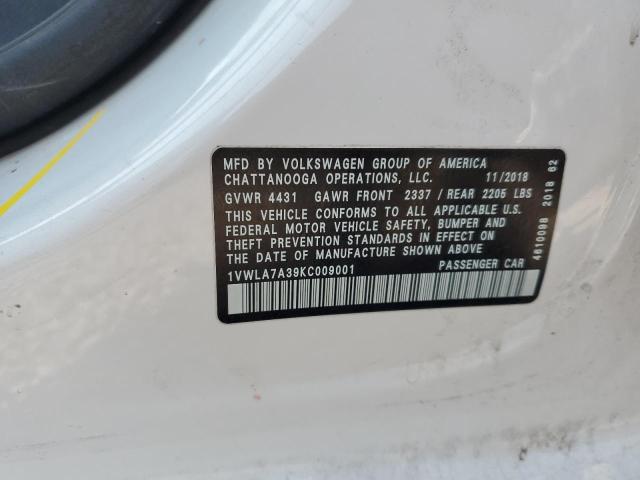 MFD BY VOLKSWAGEN GROUP OF AMERICA
CHATTANOOGA OPERATIONS, LLC. 11/2018
GVWR 4431 GAWR FRONT 2337 / REAR 2205 LBS
THIS VEHICLE CONFORMS TO ALL APPLICABLE U.S.
FEDERAL MOTOR VEHICLE SAFETY, BUMPER AND
THEFT PREVENTION STANDARDS IN EFFECT ON
THE DATE OF MANUFACTURE SHOWN ABOVE
1VWLA7A39KC009001 PASSENGER CAR
4610098 2018 62